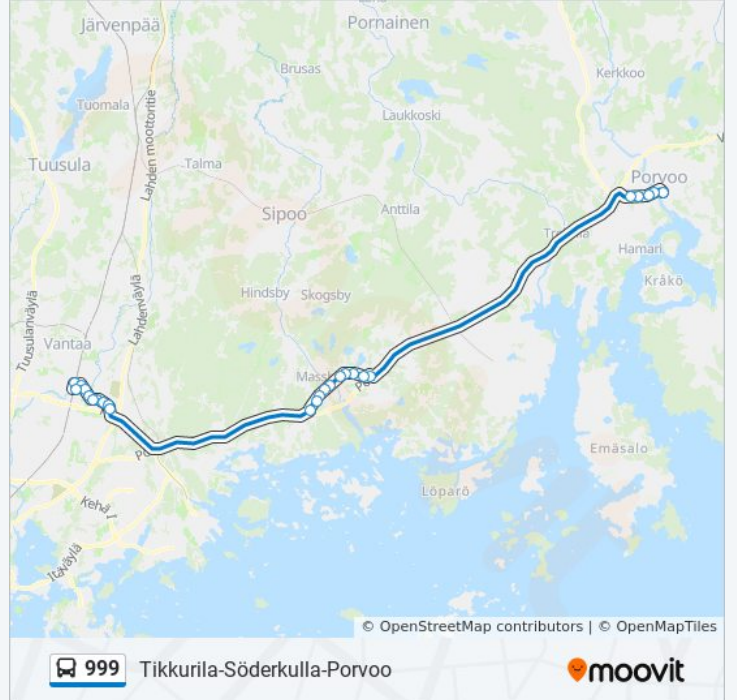 Järvenpää
Pornainen
Brusas
Kerkkoo
Tuomala
Laukkoski
Lahden moottoritie
Tuusula
Talma
Porvoo
Sipoo
Anttila
Hamari
Kråkö
Hindsby
Skogsby
Lahdenväylä
Tuusulanväylä
Vantaa
Emäsalo
Löparö
Kehä I
Itäväylä
© OpenStreetMap contributors | © OpenMapTiles
999 Tikkurila-Söderkulla-Porvoo
moovit